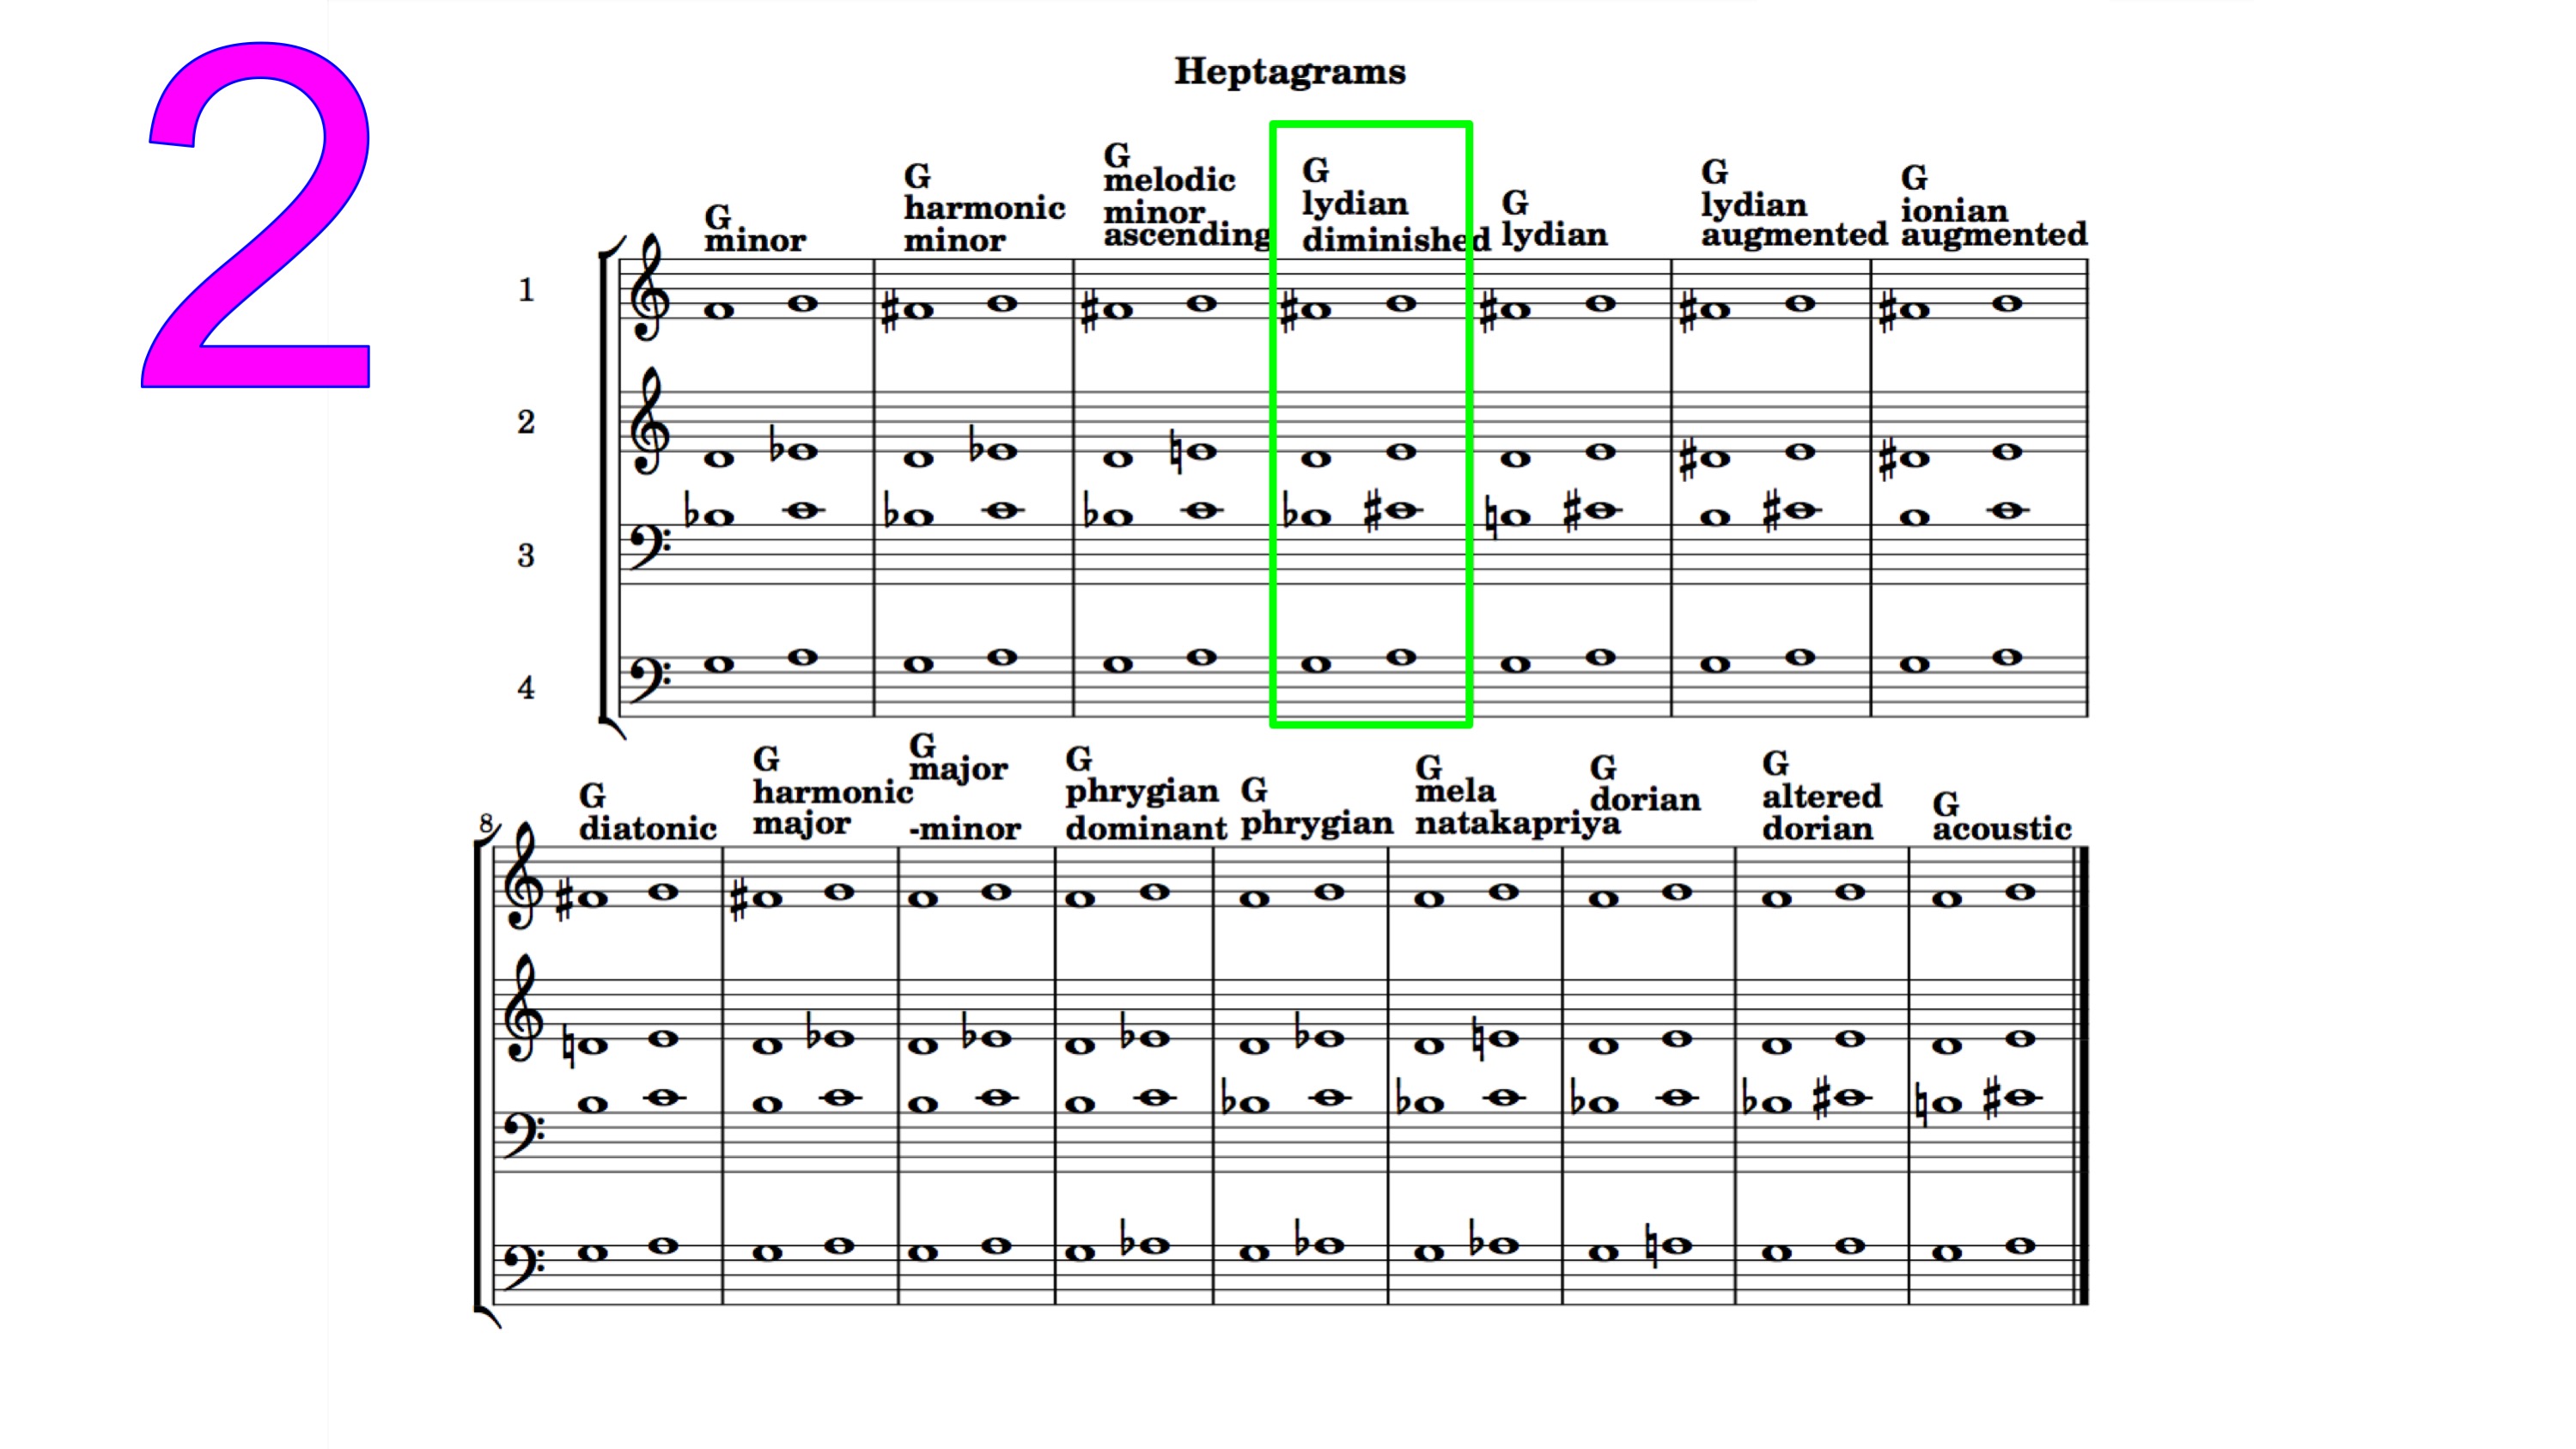 2
Heptagrams
G
minor
G
harmonic
minor
G
melodic
minor
ascending
G
lydian
diminished
G
lydian
G
lydian
augmented
G
ionian
augmented
1
2
3
4
8
G
diatonic
G
harmonic
major
G
major
-minor
G
phrygian
dominant
G
phrygian
G
mela
natakapriya
G
dorian
G
altered
dorian
G
acoustic